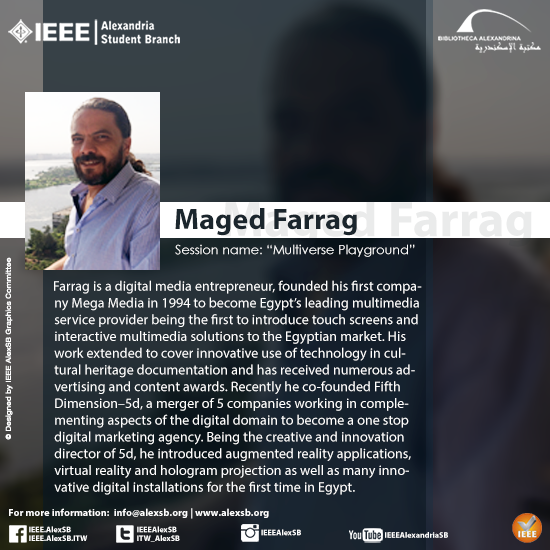 IEEE
Alexandria
Student Branch
BIBLIOTHECA ALEXANDRINA
مكتبة الإسكندرية
Maged Farrag
Maged Farrag
Session name: “Multiverse Playground”
Farrag is a digital media entrepreneur, founded his first compa-
ny Mega Media in 1994 to become Egypt’s leading multimedia
service provider being the first to introduce touch screens and
interactive multimedia solutions to the Egyptian market. His
work extended to cover innovative use of technology in cul-
tural heritage documentation and has received numerous ad-
vertising and content awards. Recently he co-founded Fifth
Dimension–5d, a merger of 5 companies working in comple-
menting aspects of the digital domain to become a one stop
digital marketing agency. Being the creative and innovation
director of 5d, he introduced augmented reality applications,
virtual reality and hologram projection as well as many inno-
vative digital installations for the first time in Egypt.
© Designed by IEEE AlexSB Graphics Committee
For more information: info@alexsb.org | www.alexsb.org
IEEE.AlexSB
IEEE.AlexSB.ITW
IEEEAlexSB
ITW_AlexSB
IEEEAlexSB
YouTube IEEEAlexandriaSB
IEEE